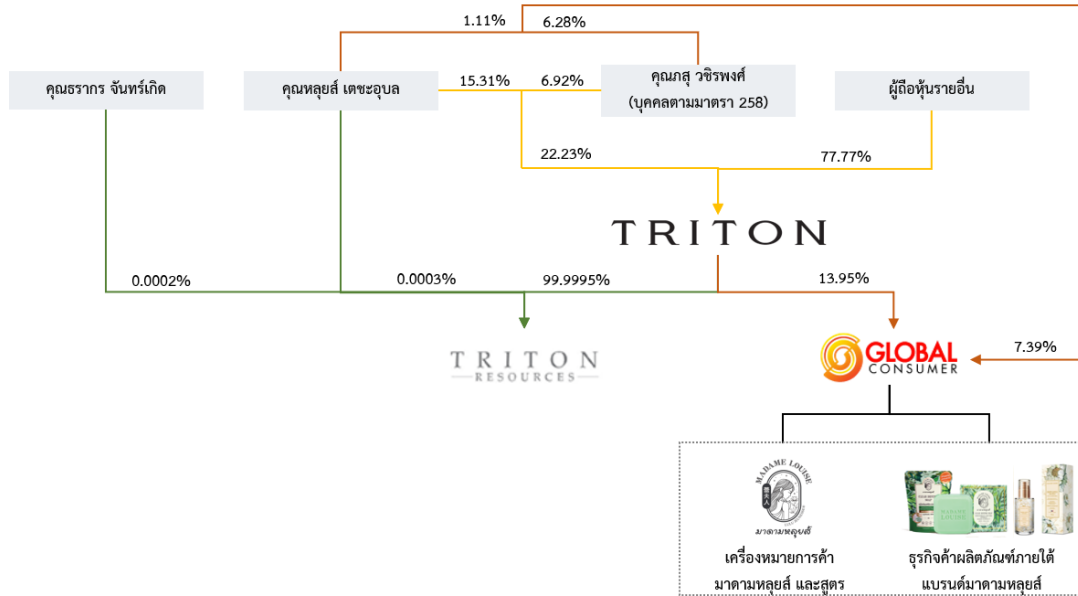 1.11% 6.28%
คุณธรากร จันทร์เกิด
คุณหลุยส์ เตชะอุบล
15.31% 6.92%
คุณภสุ วชิรพงศ์
(บุคคลตามมาตรา 258)
ผู้ถือหุ้นรายอื่น
22.23%
77.77%
TRITON
0.0002%
0.0003%
99.9995%
13.95%
TRITON
RESOURCES
GLOBAL
CONSUMER
7.39%
MADAME LOUISE
มาดามหลุยส์
เครื่องหมายการค้า
มาดามหลุยส์ และสูตร
ธุรกิจค้าผลิตภัณฑ์ภายใต้
แบรนด์มาดามหลุยส์